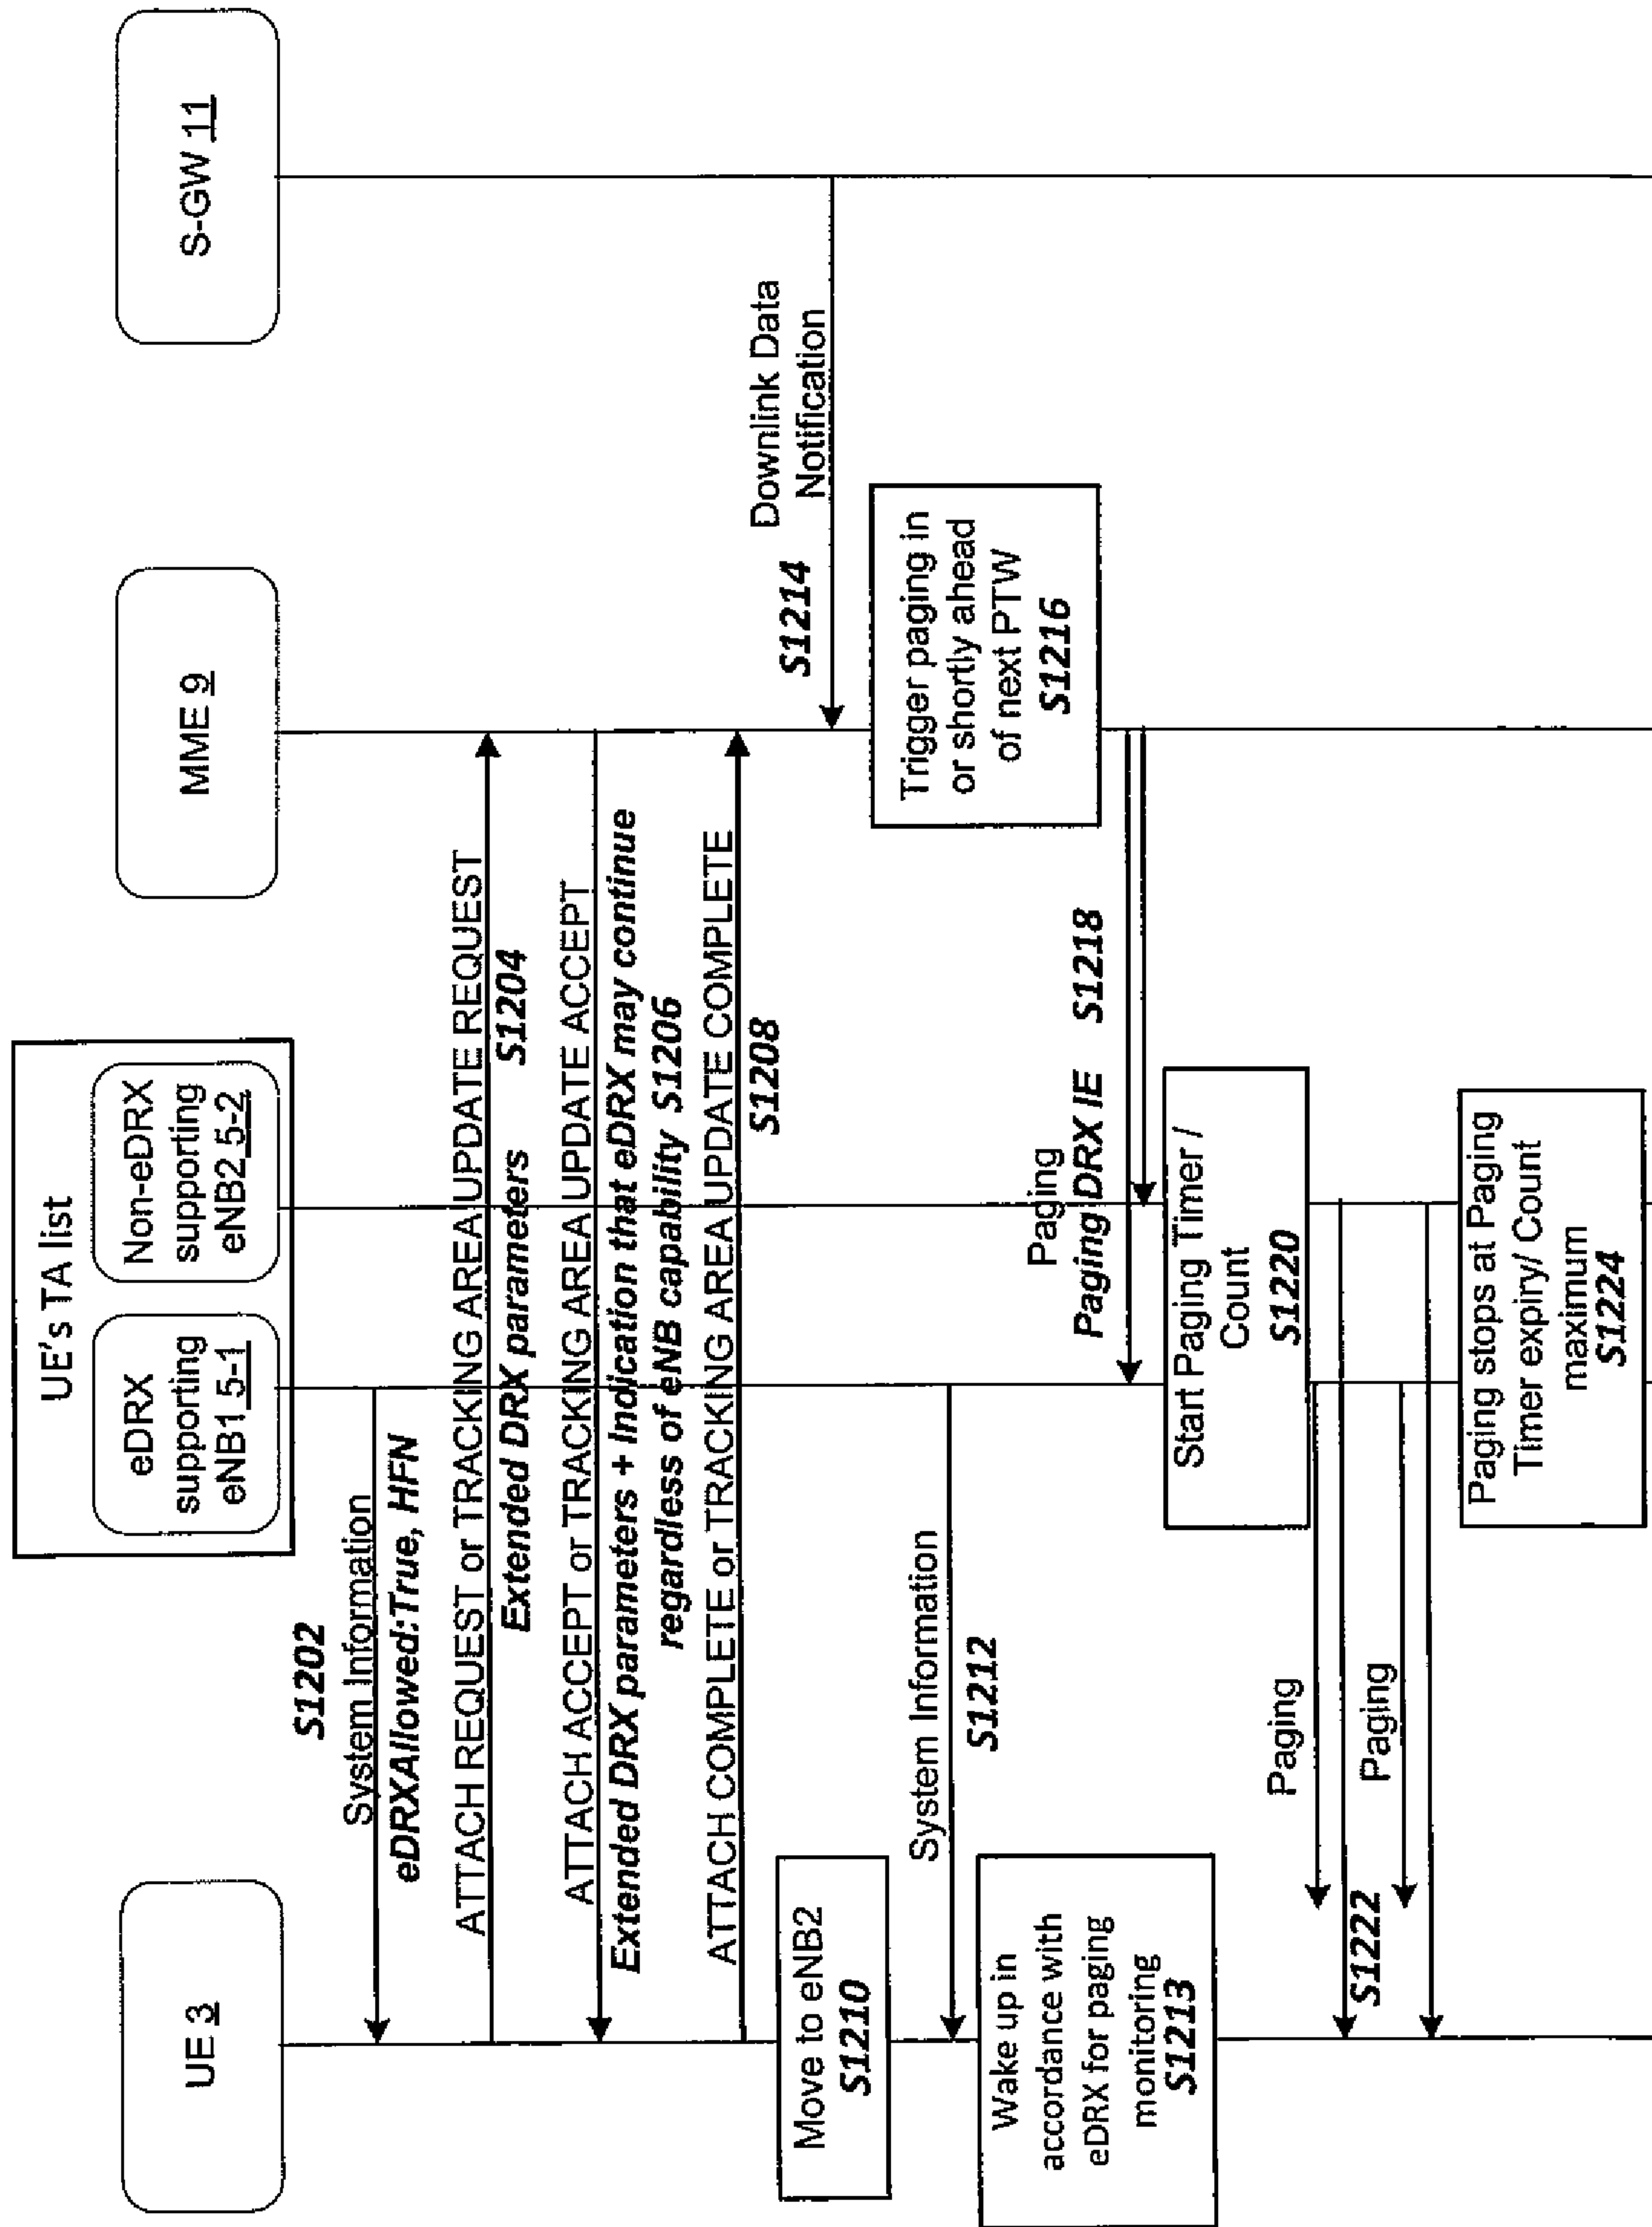 UE 3
UE's TA list
eDRX
supporting
eNB1 5-1
Non-eDRX
supporting
eNB2 5-2
MME 9
S-GW 11
S1202
System Information
eDRXAllowed:True, HFN
ATTACH REQUEST or TRACKING AREA UPDATE REQUEST
Extended DRX parameters S1204
ATTACH ACCEPT or TRACKING AREA UPDATE ACCEPT
Extended DRX parameters + Indication that eDRX may continue
regardless of eNB capability S1206
ATTACH COMPLETE or TRACKING AREA UPDATE COMPLETE
S1208
Move to eNB2
S1210
Downlink Data
Notification
S1214
System Information
S1212
Trigger paging in
or shortly ahead
of next PTW
S1216
Wake up in
accordance with
eDRX for paging
monitoring
S1213
Paging
Paging DRX IE S1218
Start Paging Timer /
Count
S1220
Paging
S1222
Paging
Paging stops at Paging
Timer expiry/ Count
maximum
S1224